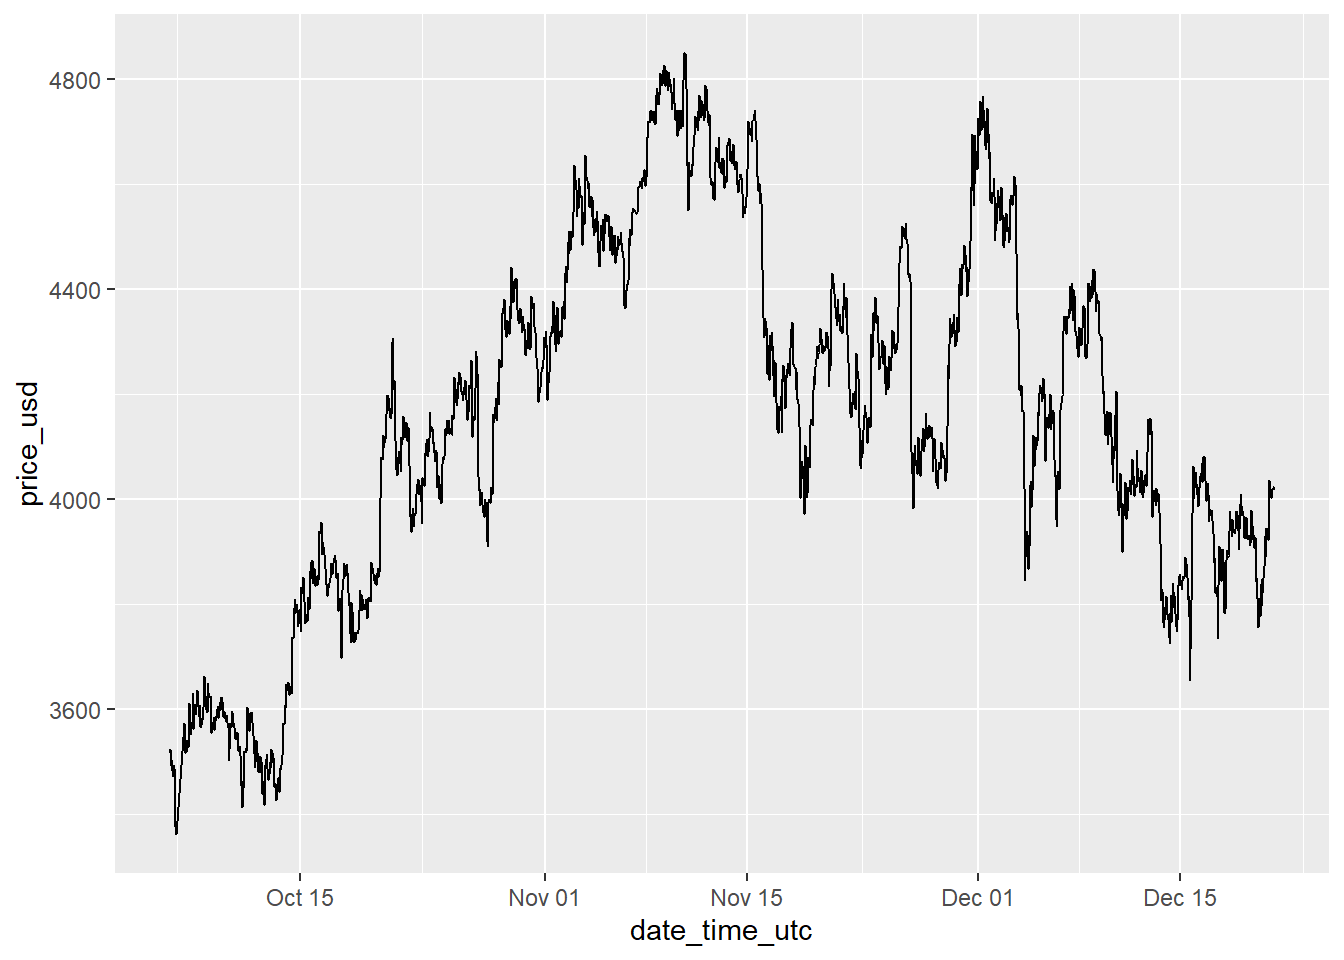 4800
4400
4000
3600
price_usd
Oct 15
Nov 01
Nov 15
Dec 01
Dec 15
date_time_utc